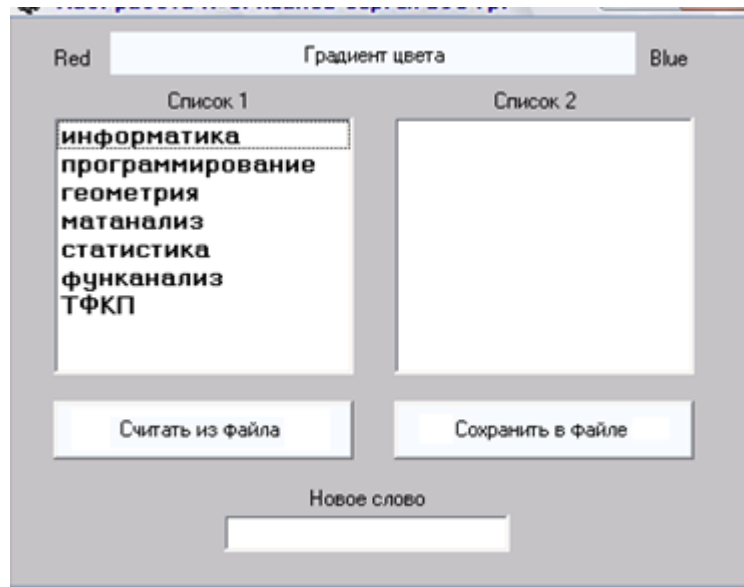 Red Градиент цвета Blue
Список 1 Список 2
информатика
программирование
геометрия
матанализ
статистика
функанализ
ТФКП
Считать из файла Сохранить в файле
Новое слово